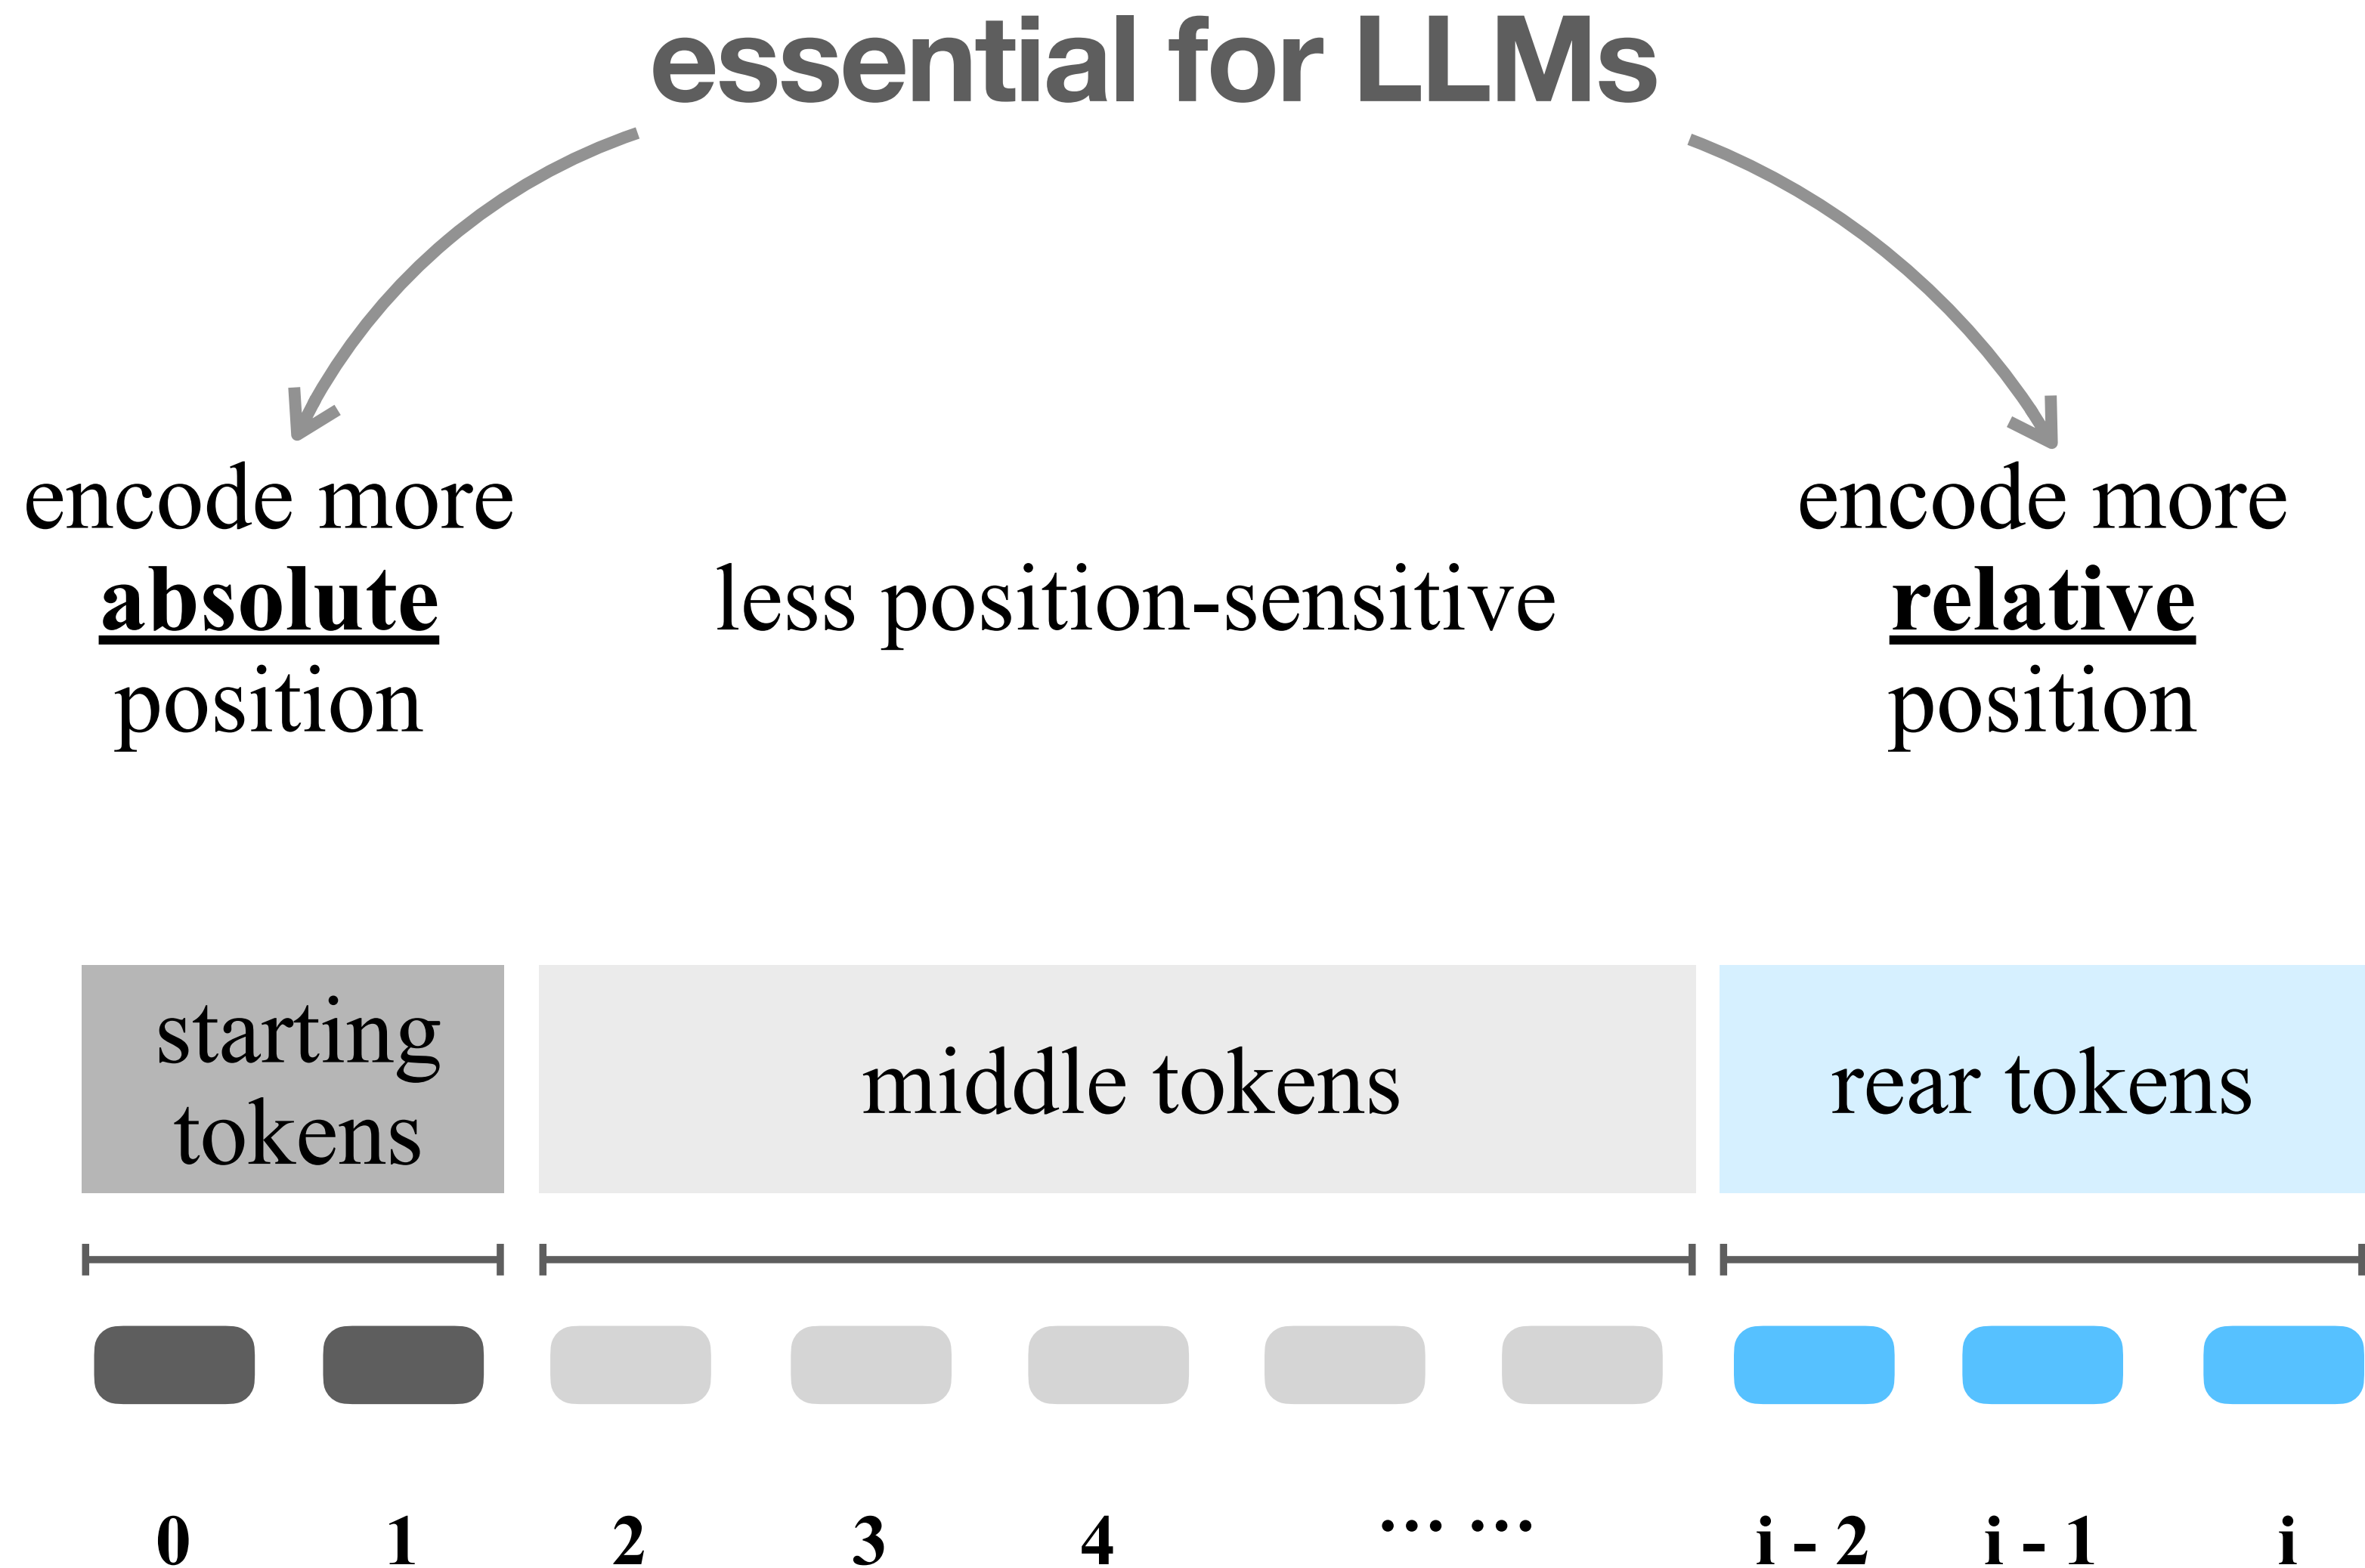 essential for LLMs
encode more
absolute
position
less position-sensitive
encode more
relative
position
starting
tokens
middle tokens
rear tokens
0 1 2 3 4 ... ... i - 2 i - 1 i